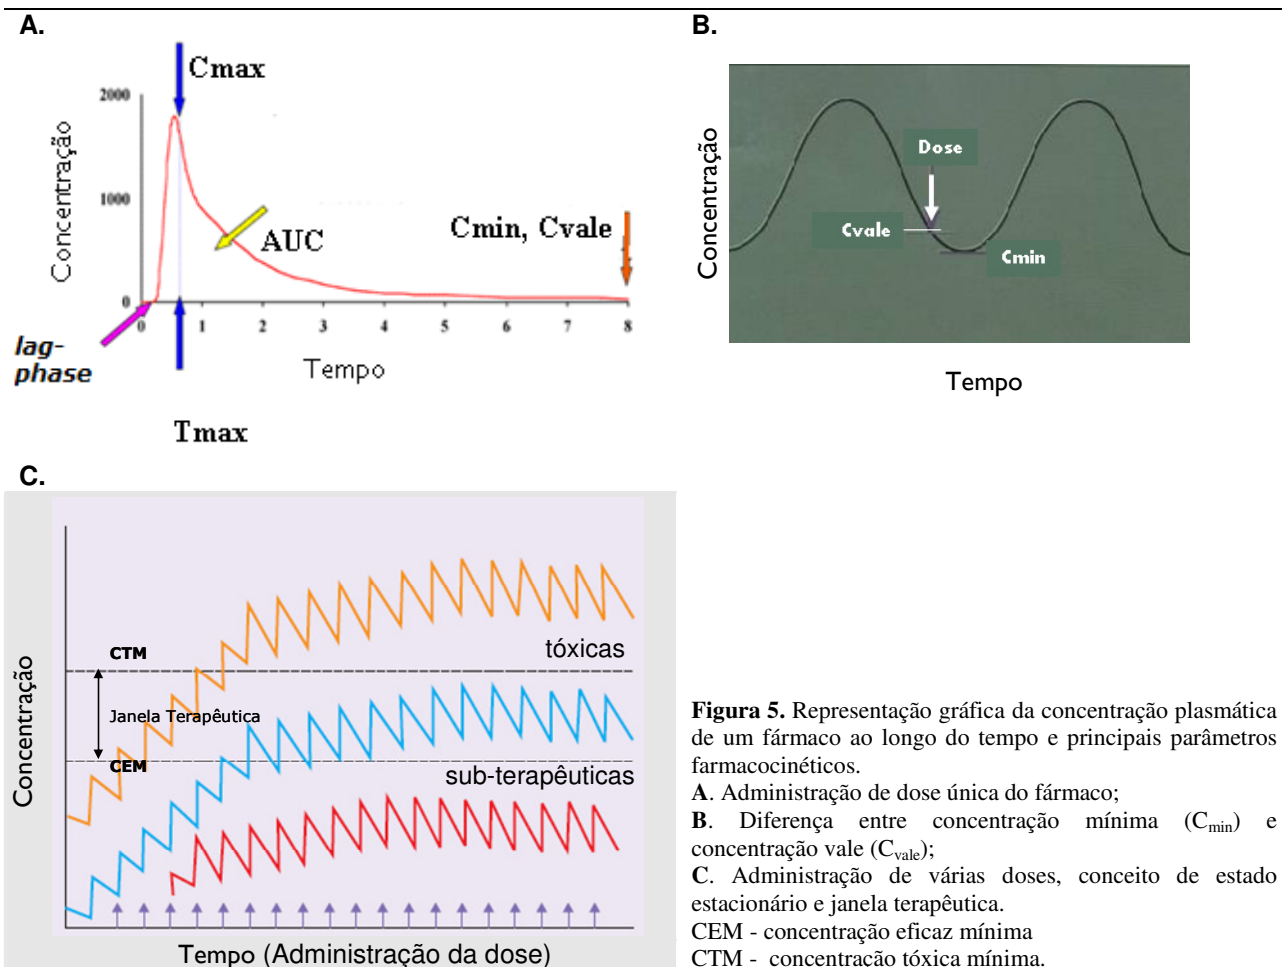 A.
Cmax
2000
1000
0
Concentração
AUC
Cmin, Cvale
0 1 2 3 4 5 6 7 8
lag-
phase
Tempo
Tmax
B.
Concentração
Dose
Cvale
Cmin
Tempo
C.
Concentração
CTM
tóxicas
Janela Terapêutica
CEM
sub-terapêuticas
Tempo (Administração da dose)
Figura 5. Representação gráfica da concentração plasmática
de um fármaco ao longo do tempo e principais parâmetros
farmacocinéticos.
A. Administração de dose única do fármaco;
B. Diferença entre concentração mínima (Cmin) e
concentração vale (Cvale);
C. Administração de várias doses, conceito de estado
estacionário e janela terapêutica.
CEM - concentração eficaz mínima
CTM - concentração tóxica mínima.